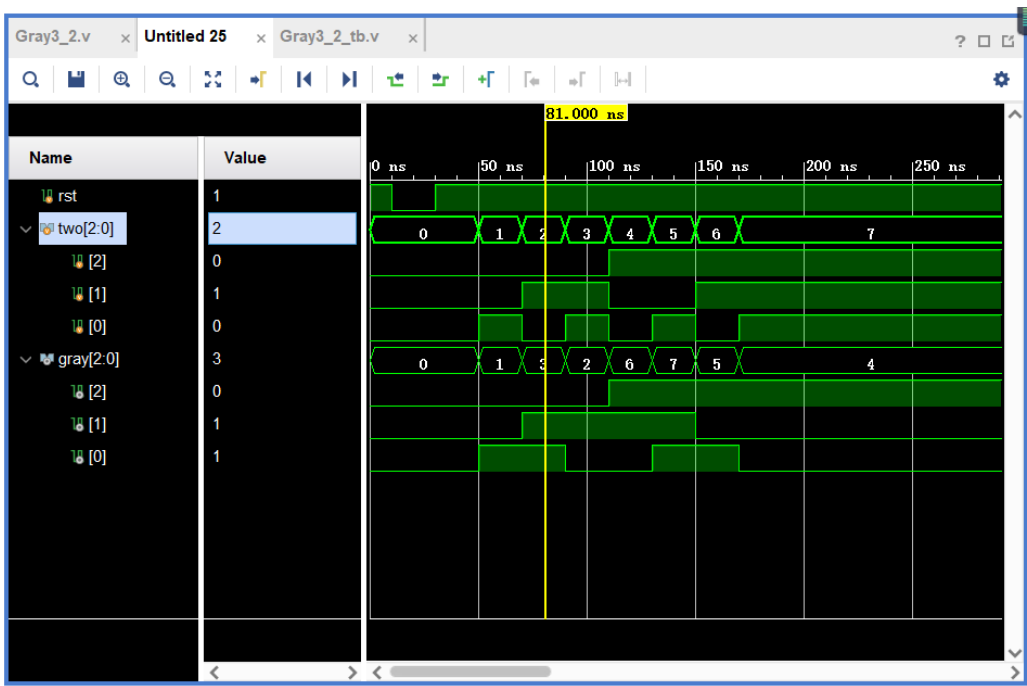 Gray3_2.v × Untitled 25 × Gray3_2_tb.v ×
?
81.000 ns
Name Value
0 ns 50 ns 100 ns 150 ns 200 ns 250 ns
rst 1
two[2:0] 2 0 1 2 3 4 5 6 7
[2] 0
[1] 1
[0] 0
gray[2:0] 3 0 1 3 2 6 7 5 4
[2] 0
[1] 1
[0] 1